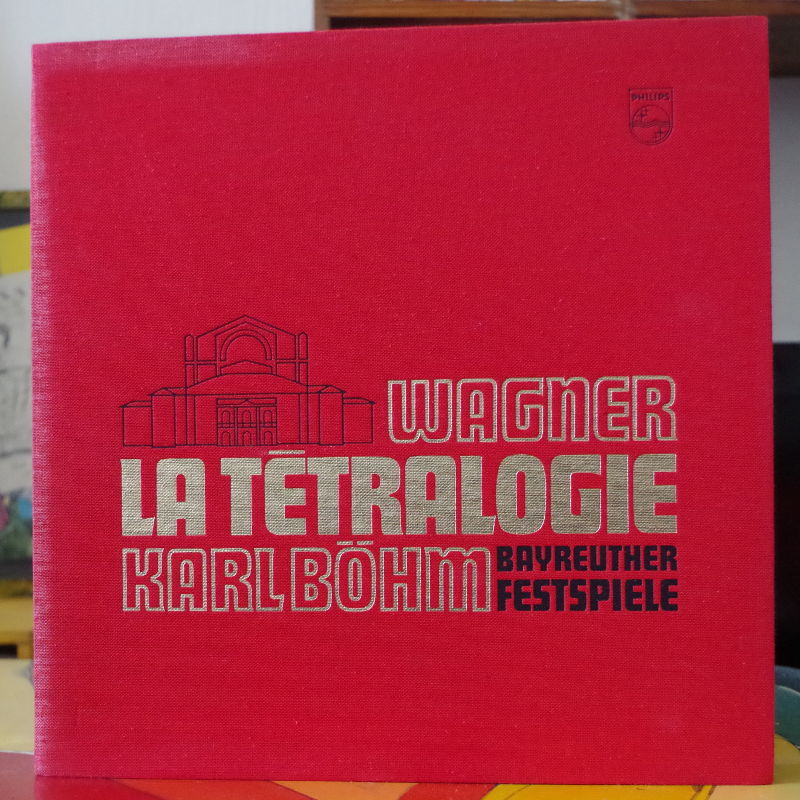 PHILIPS
WAGNER
LA TÉTRALOGIE
KARL BÖHM
BAYREUTHER
FESTSPIELE